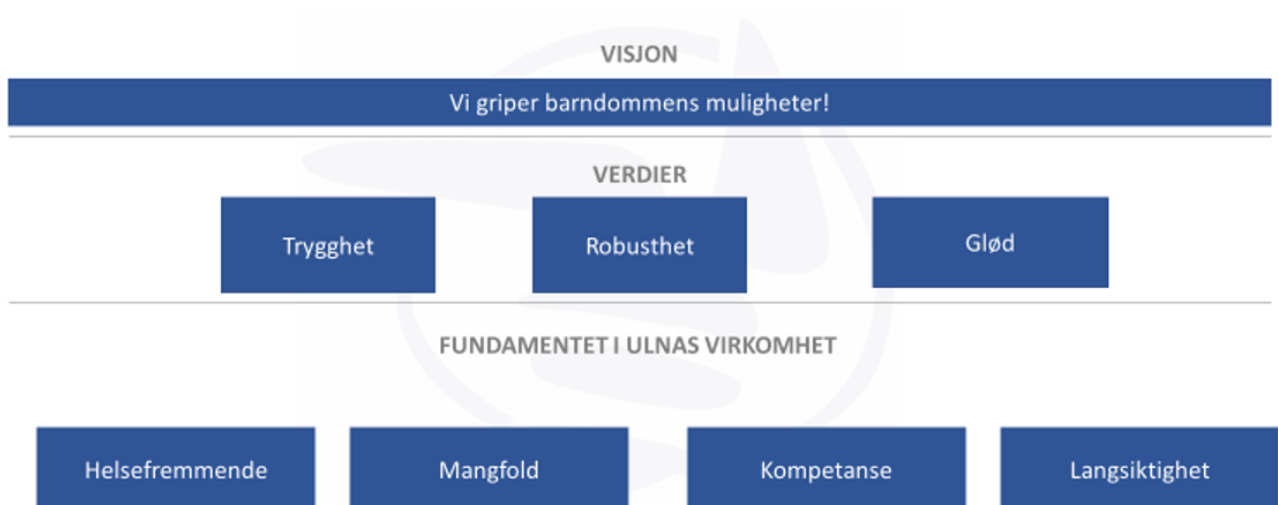 VISJON
Vi griper barndommens muligheter!
VERDIER
Trygghet
Robusthet
Glød
FUNDAMENTET I ULNAS VIRKOMHET
Helsefremmende
Mangfold
Kompetanse
Langsiktighet